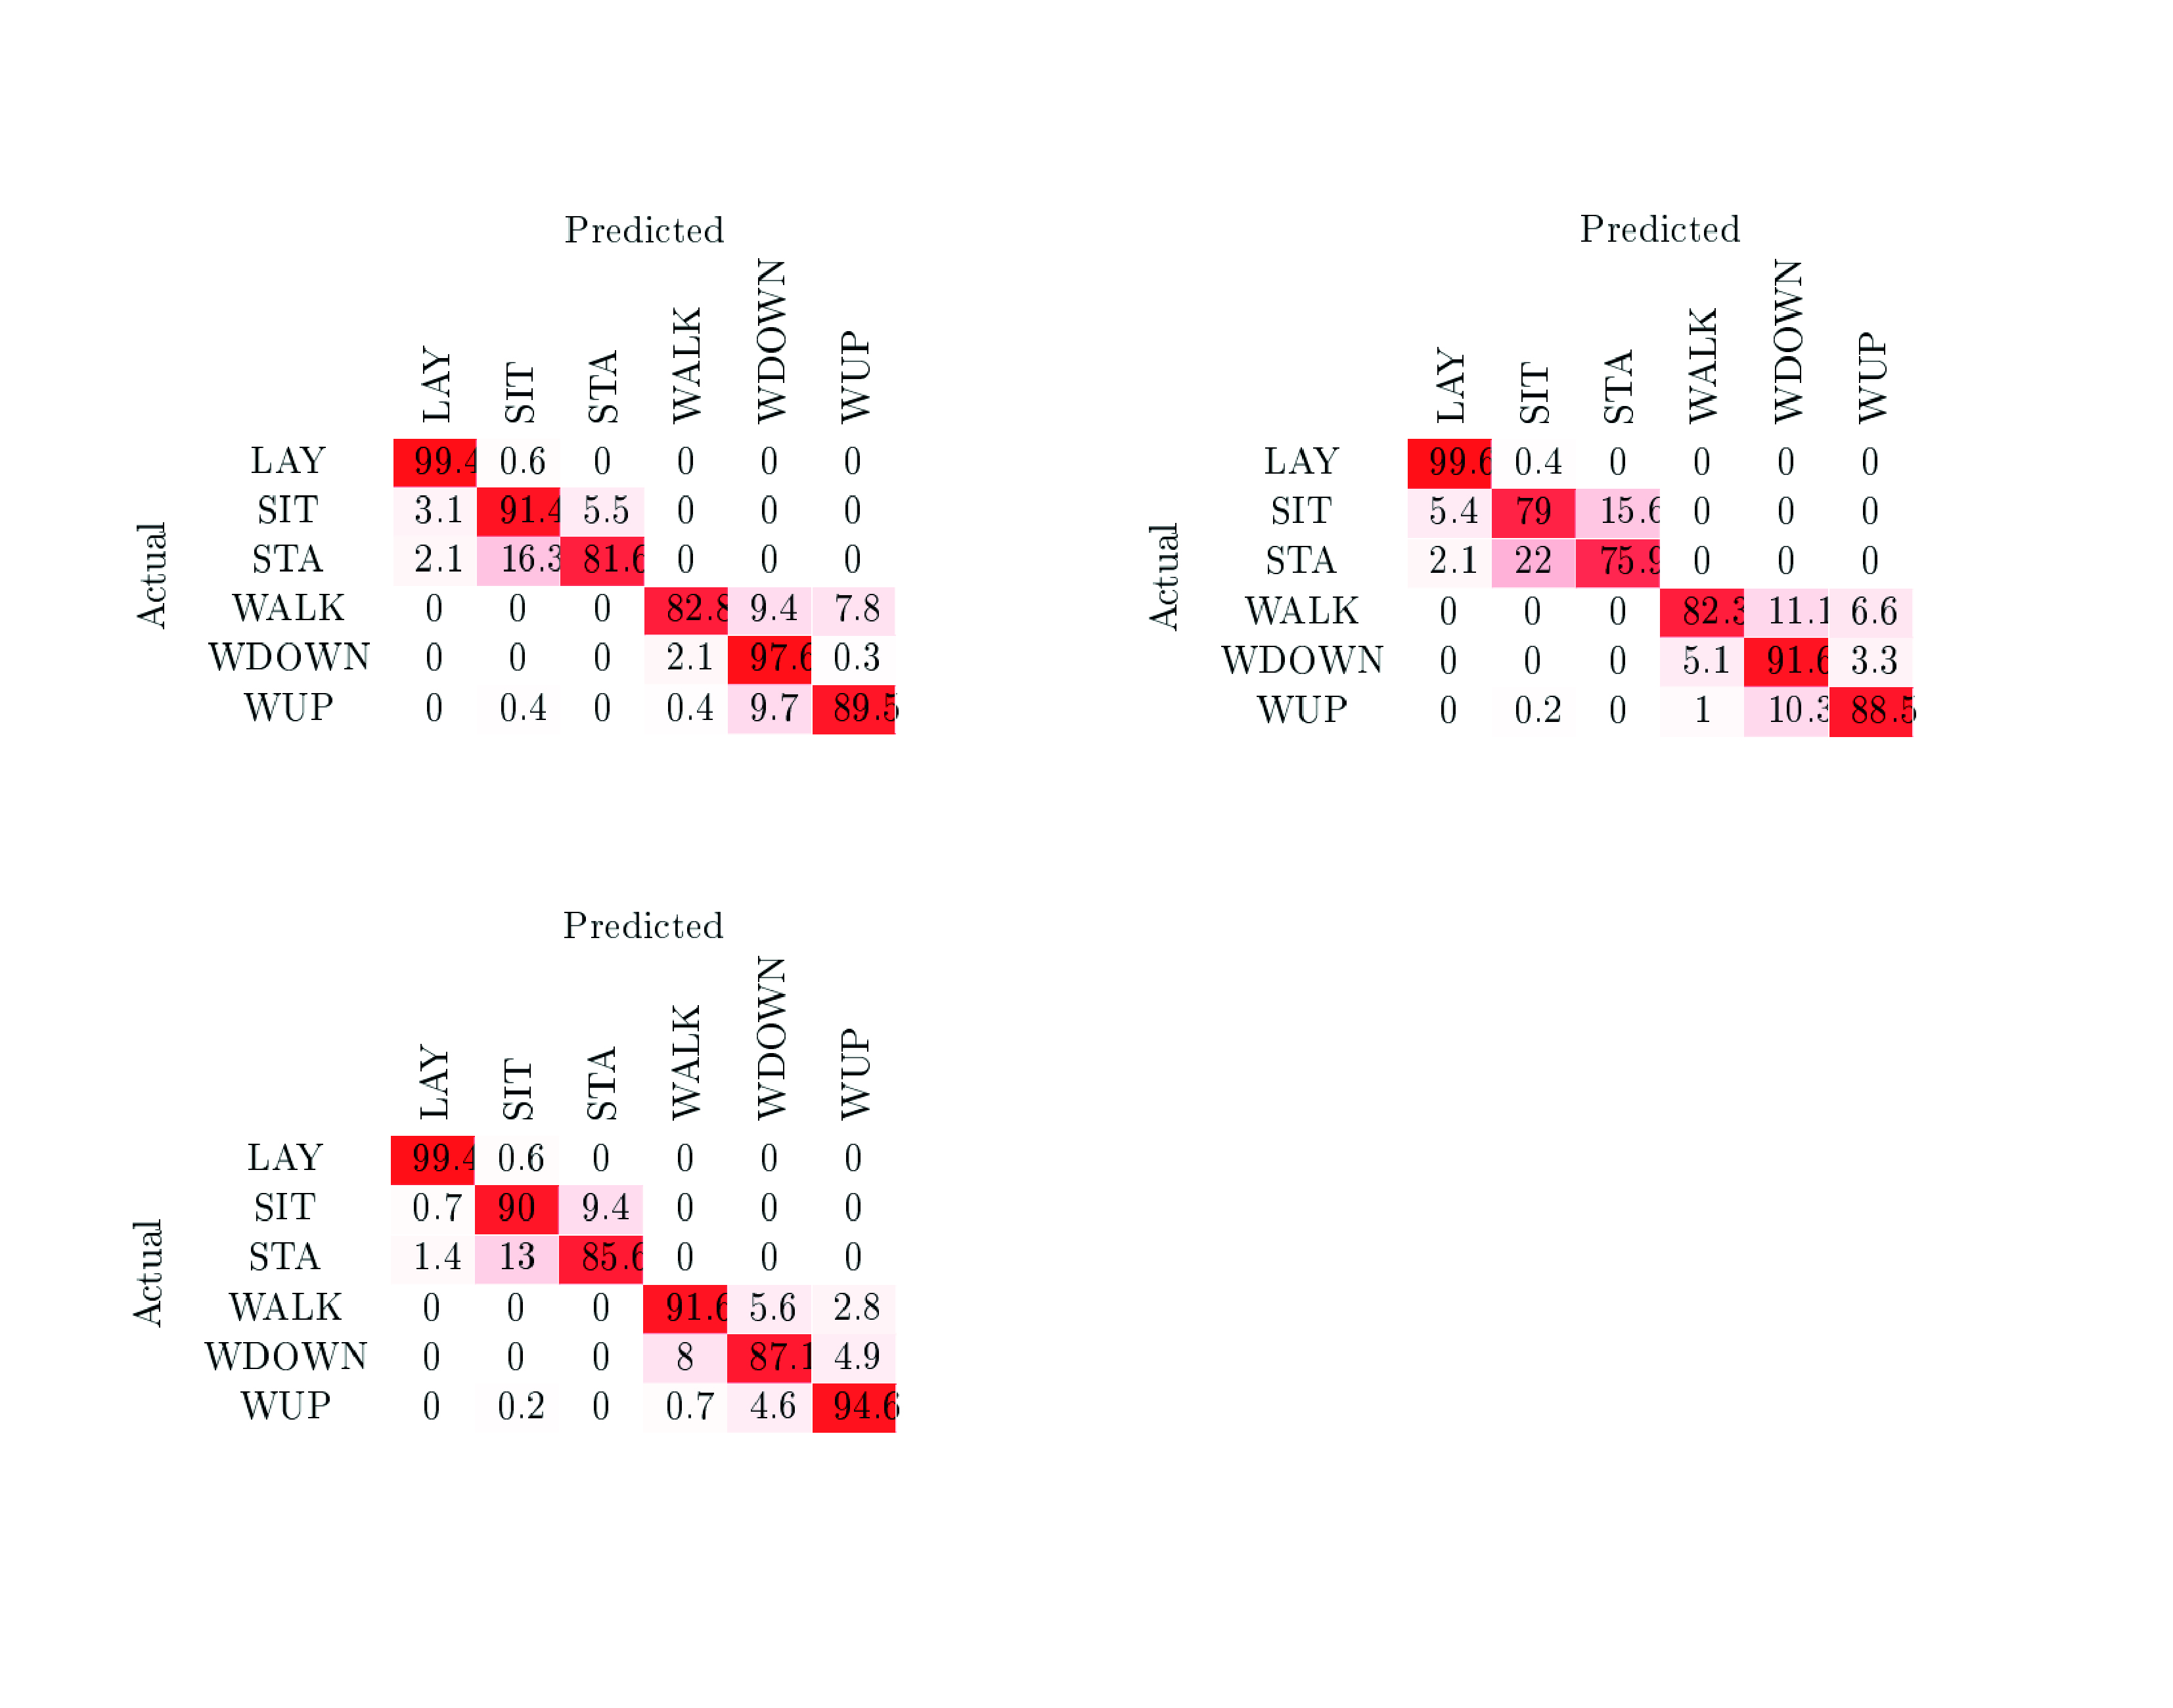 Predicted
LAY SIT STA WALK WDOWN WUP
Actual
LAY 99.4 0.6 0 0 0 0
SIT 3.1 91.4 5.5 0 0 0
STA 2.1 16.3 81.6 0 0 0
WALK 0 0 0 82.8 9.4 7.8
WDOWN 0 0 0 2.1 97.6 0.3
WUP 0 0.4 0 0.4 9.7 89.5
Predicted
LAY SIT STA WALK WDOWN WUP
Actual
LAY 99.6 0.4 0 0 0 0
SIT 5.4 79 15.6 0 0 0
STA 2.1 22 75.9 0 0 0
WALK 0 0 0 82.3 11.1 6.6
WDOWN 0 0 0 5.1 91.6 3.3
WUP 0 0.2 0 1 10.3 88.5
Predicted
LAY SIT STA WALK WDOWN WUP
Actual
LAY 99.4 0.6 0 0 0 0
SIT 0.7 90 9.4 0 0 0
STA 1.4 13 85.6 0 0 0
WALK 0 0 0 91.6 5.6 2.8
WDOWN 0 0 0 8 87.1 4.9
WUP 0 0.2 0 0.7 4.6 94.6